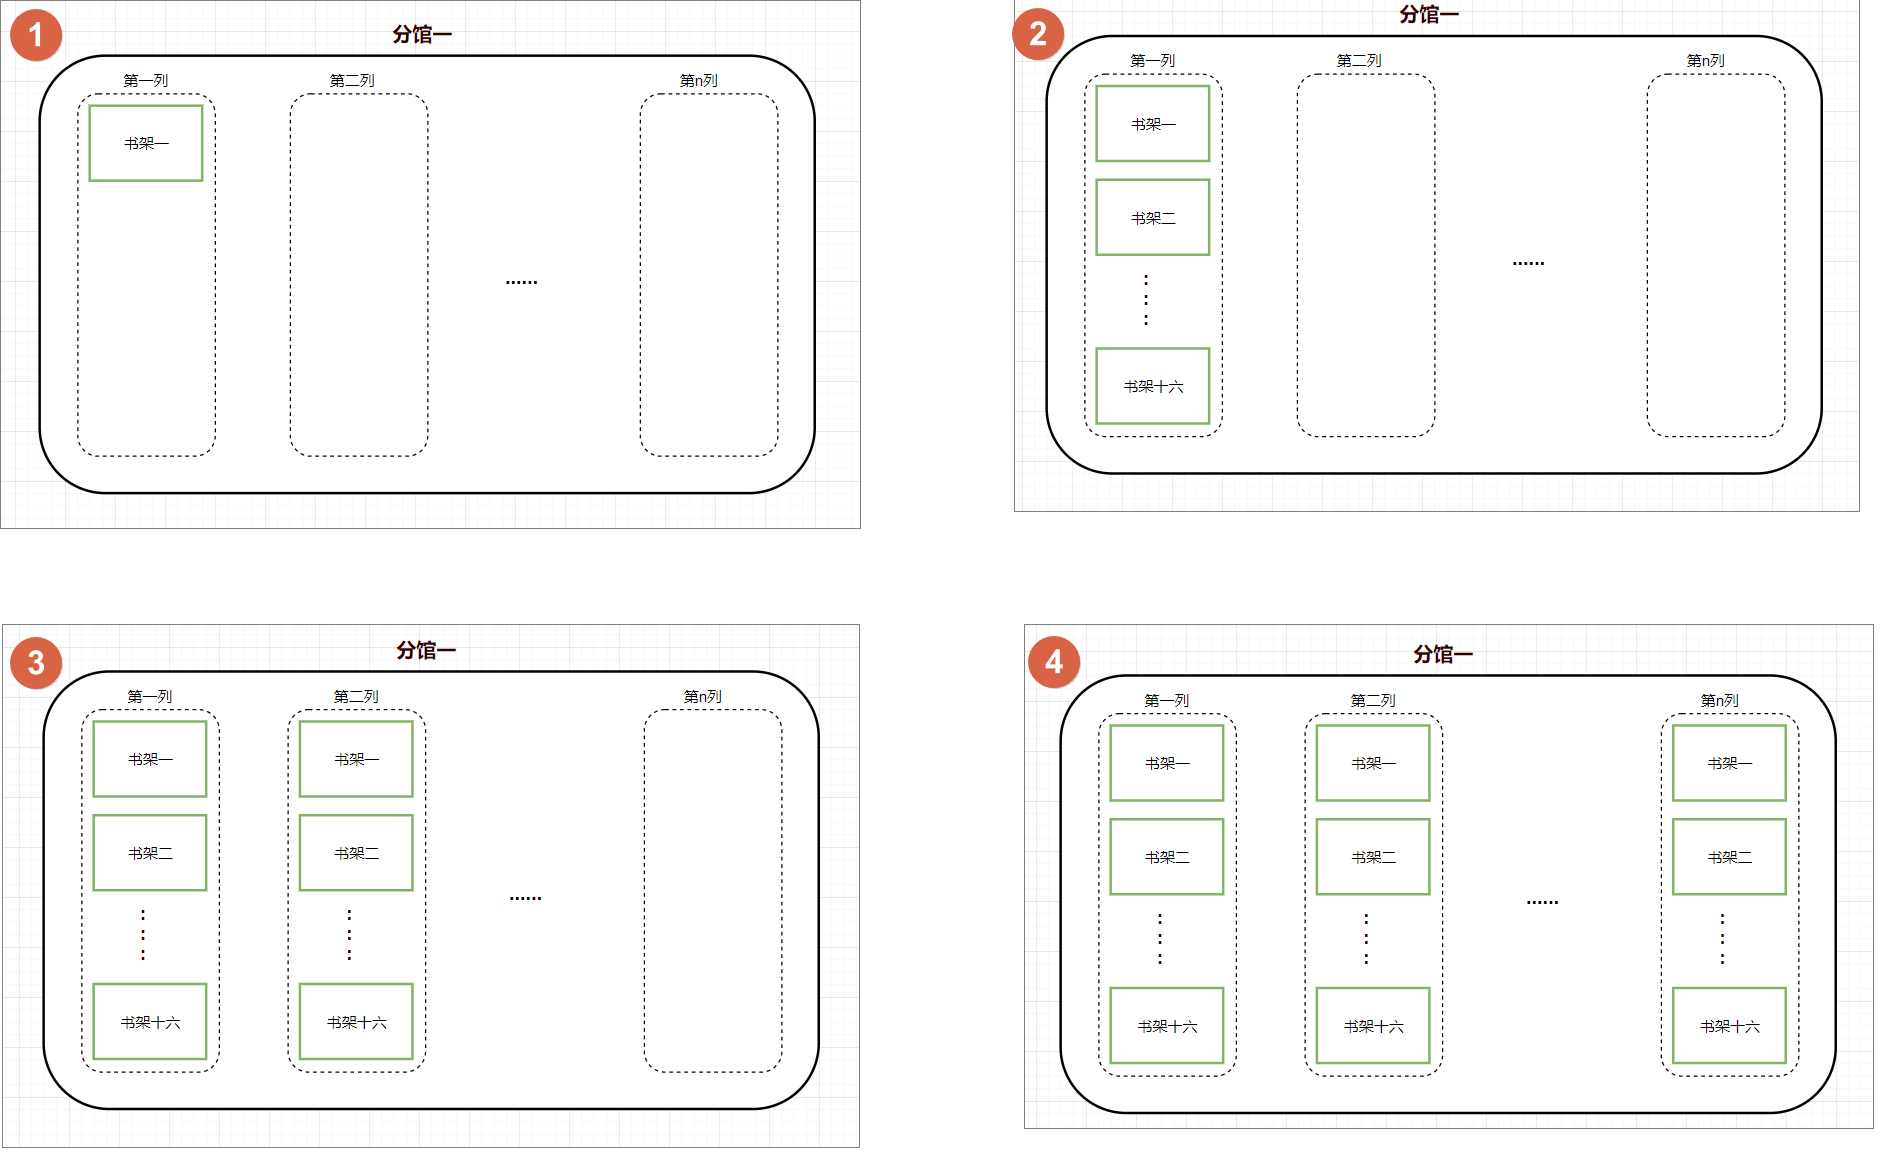 1
分馆一
第一列
第二列
第n列
书架一
······
2
分馆一
第一列
第二列
第n列
书架一
书架二
······
书架十六
3
分馆一
第一列
第二列
第n列
书架一
书架一
书架二
书架二
······
书架十六
书架十六
4
分馆一
第一列
第二列
第n列
书架一
书架一
书架一
书架二
书架二
书架二
······
书架十六
书架十六
书架十六